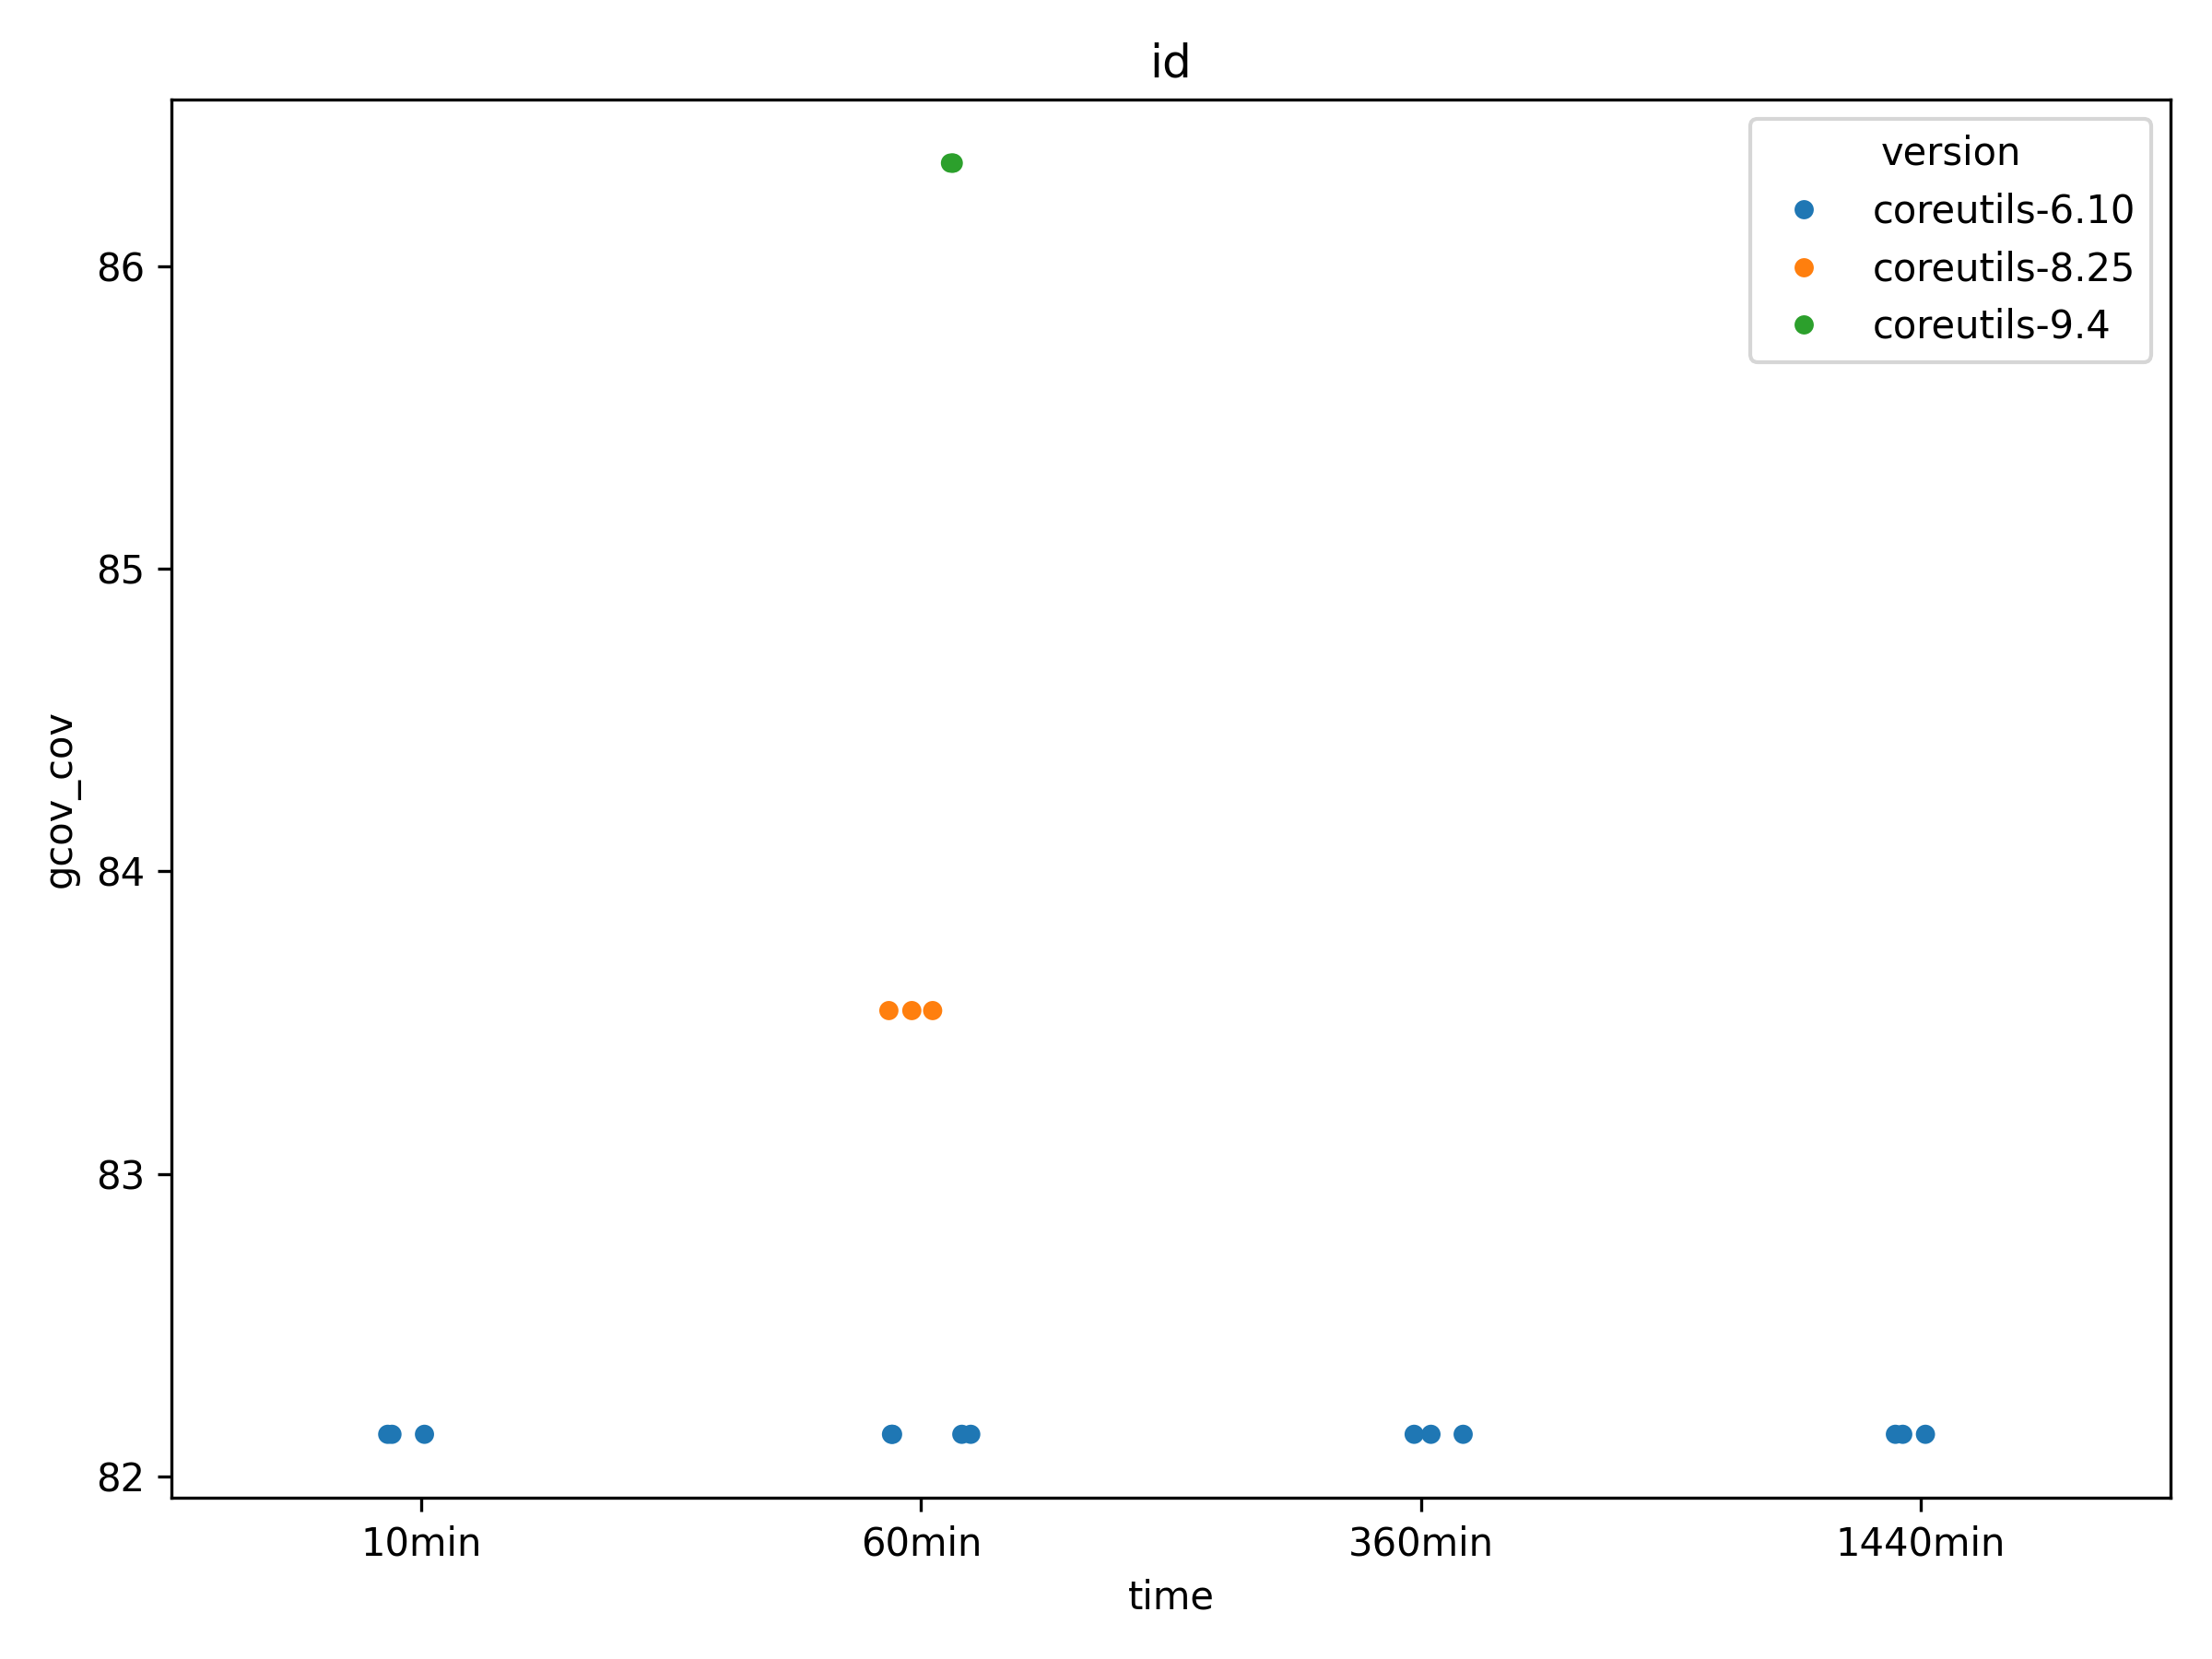 id
version
coreutils-6.10
coreutils-8.25
coreutils-9.4
86
85
84
83
82
gcov_cov
10min
60min
360min
1440min
time